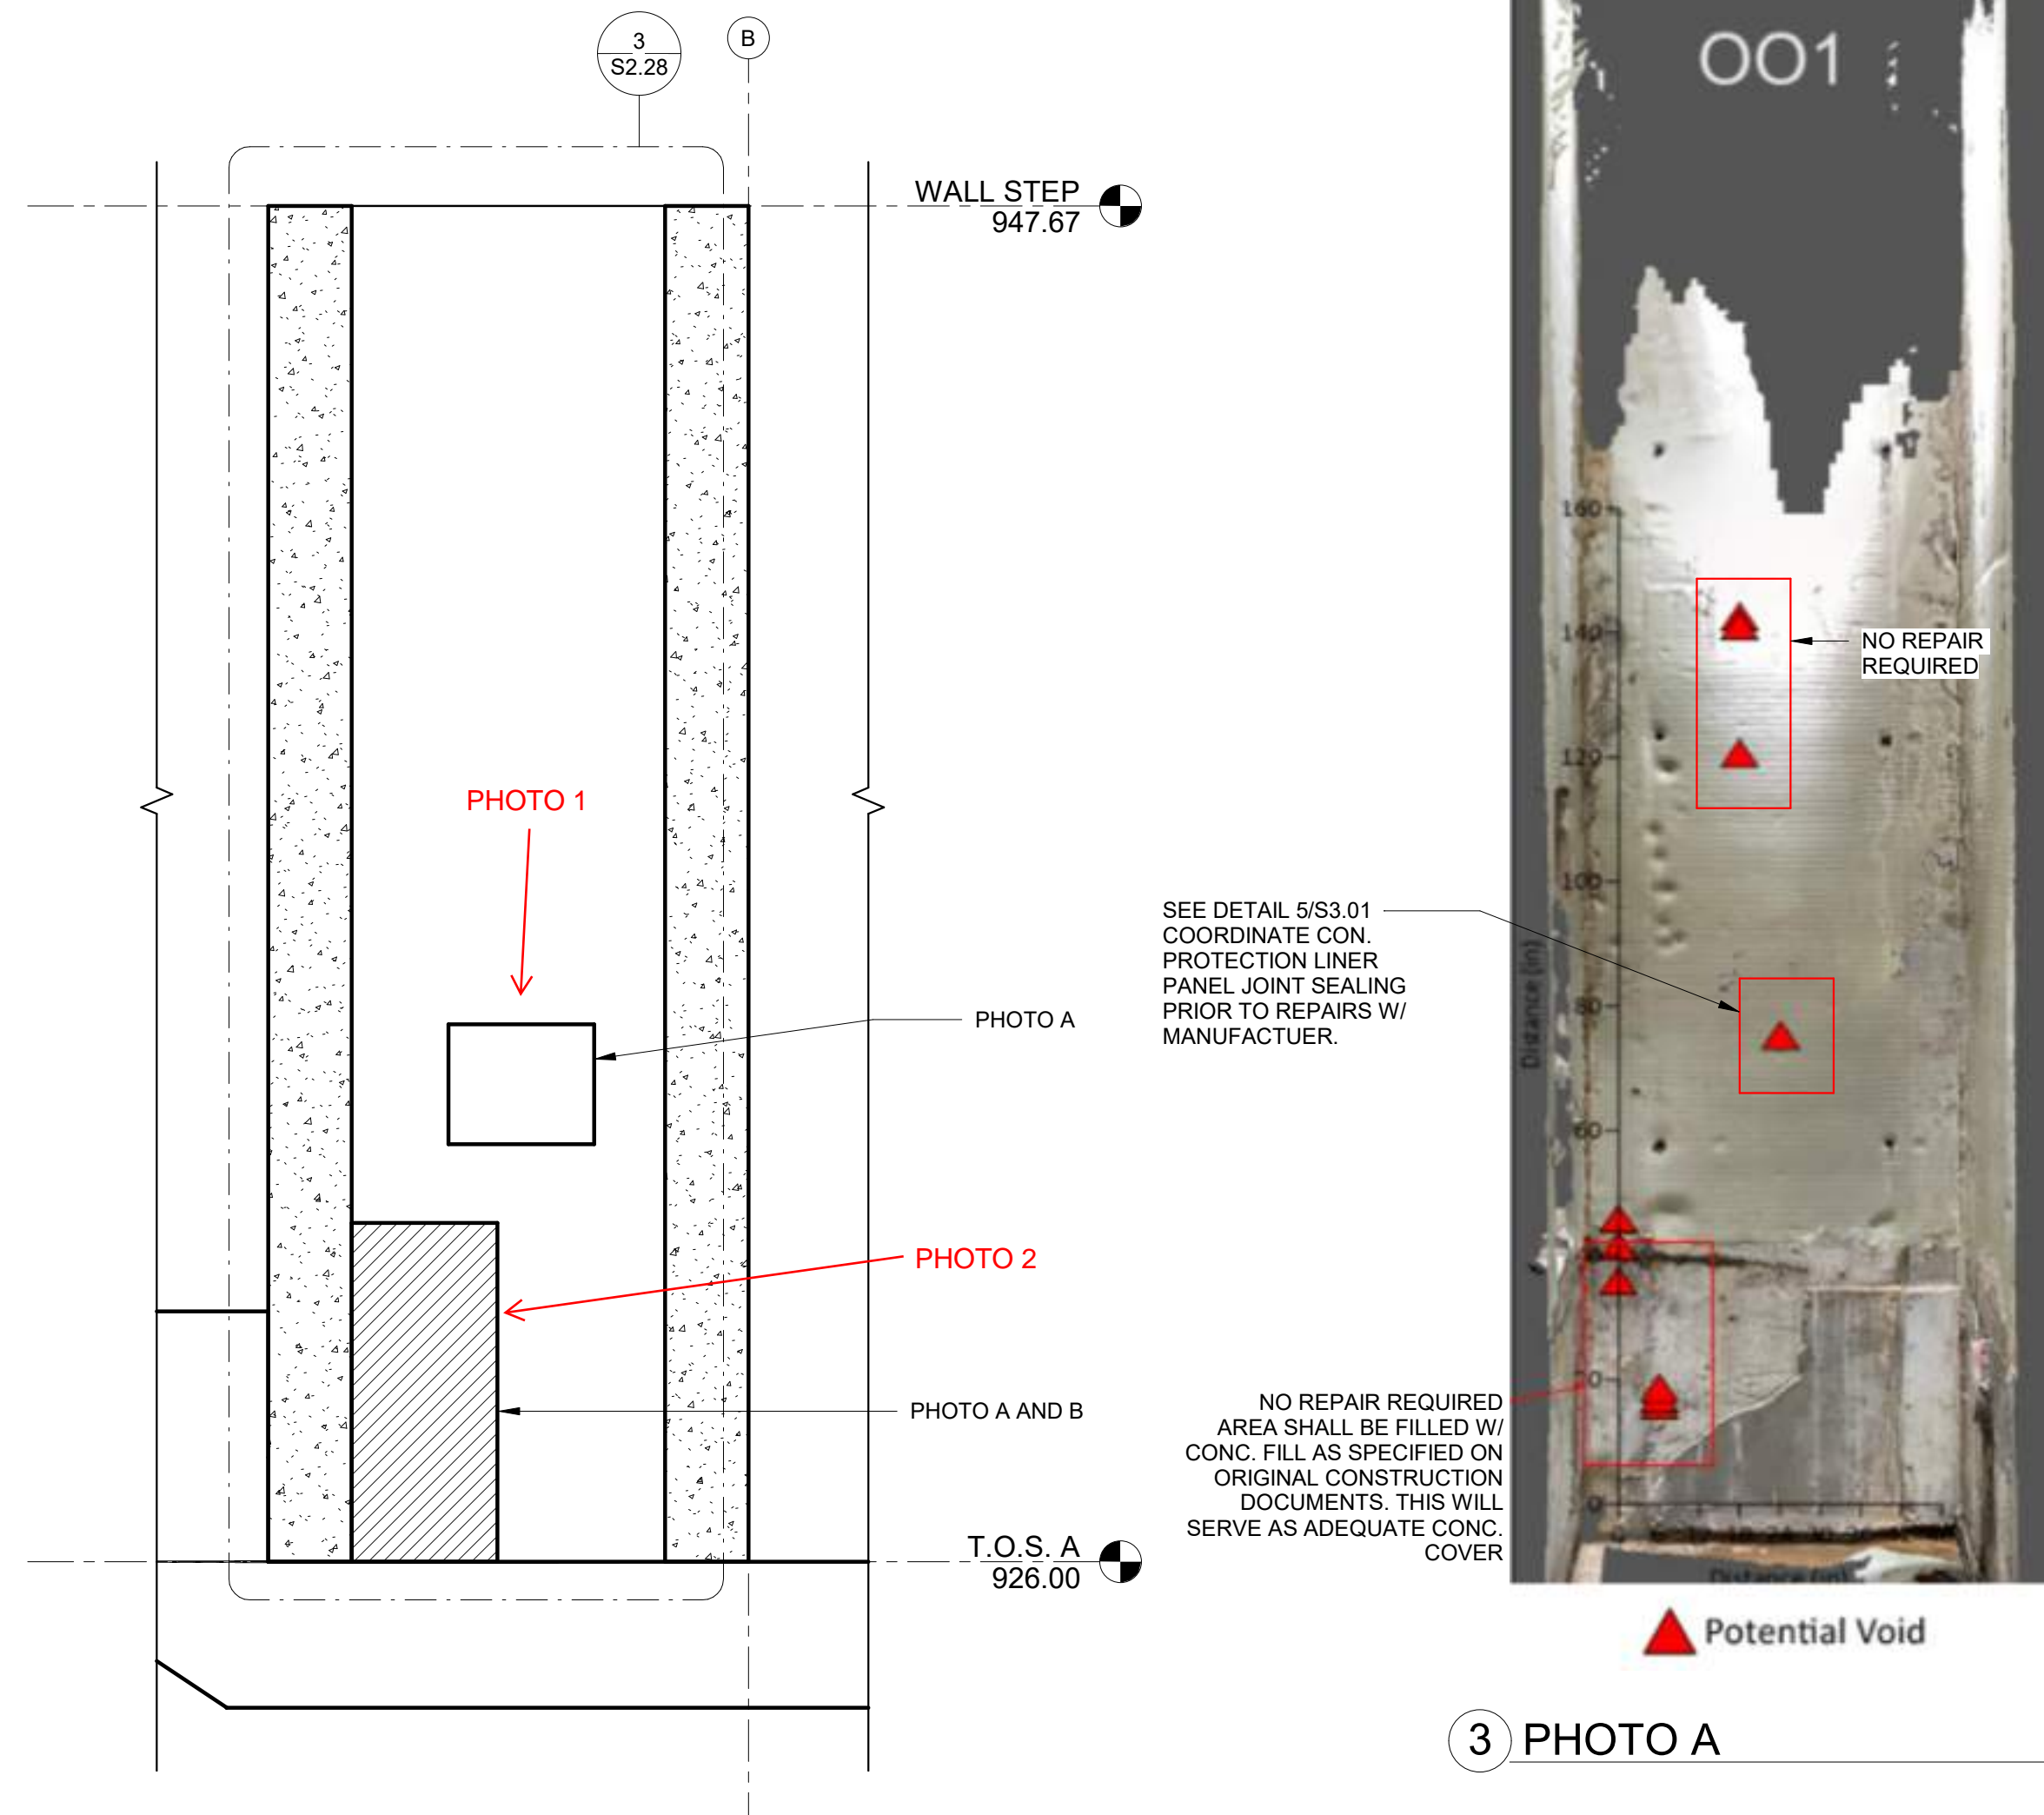 3
S2.28
B
WALL STEP
947.67
PHOTO 1
PHOTO A
PHOTO 2
PHOTO A AND B
T.O.S. A
926.00
OO1
160
140
NO REPAIR
REQUIRED
120
100
SEE DETAIL 5/S3.01
COORDINATE CON.
PROTECTION LINER
PANEL JOINT SEALING
PRIOR TO REPAIRS W/
MANUFACTUER.
Distance (in)
80
60
NO REPAIR REQUIRED
AREA SHALL BE FILLED W/
CONC. FILL AS SPECIFIED ON
ORIGINAL CONSTRUCTION
DOCUMENTS. THIS WILL
SERVE AS ADEQUATE CONC.
COVER
0
Distance (in)
Potential Void
3 PHOTO A